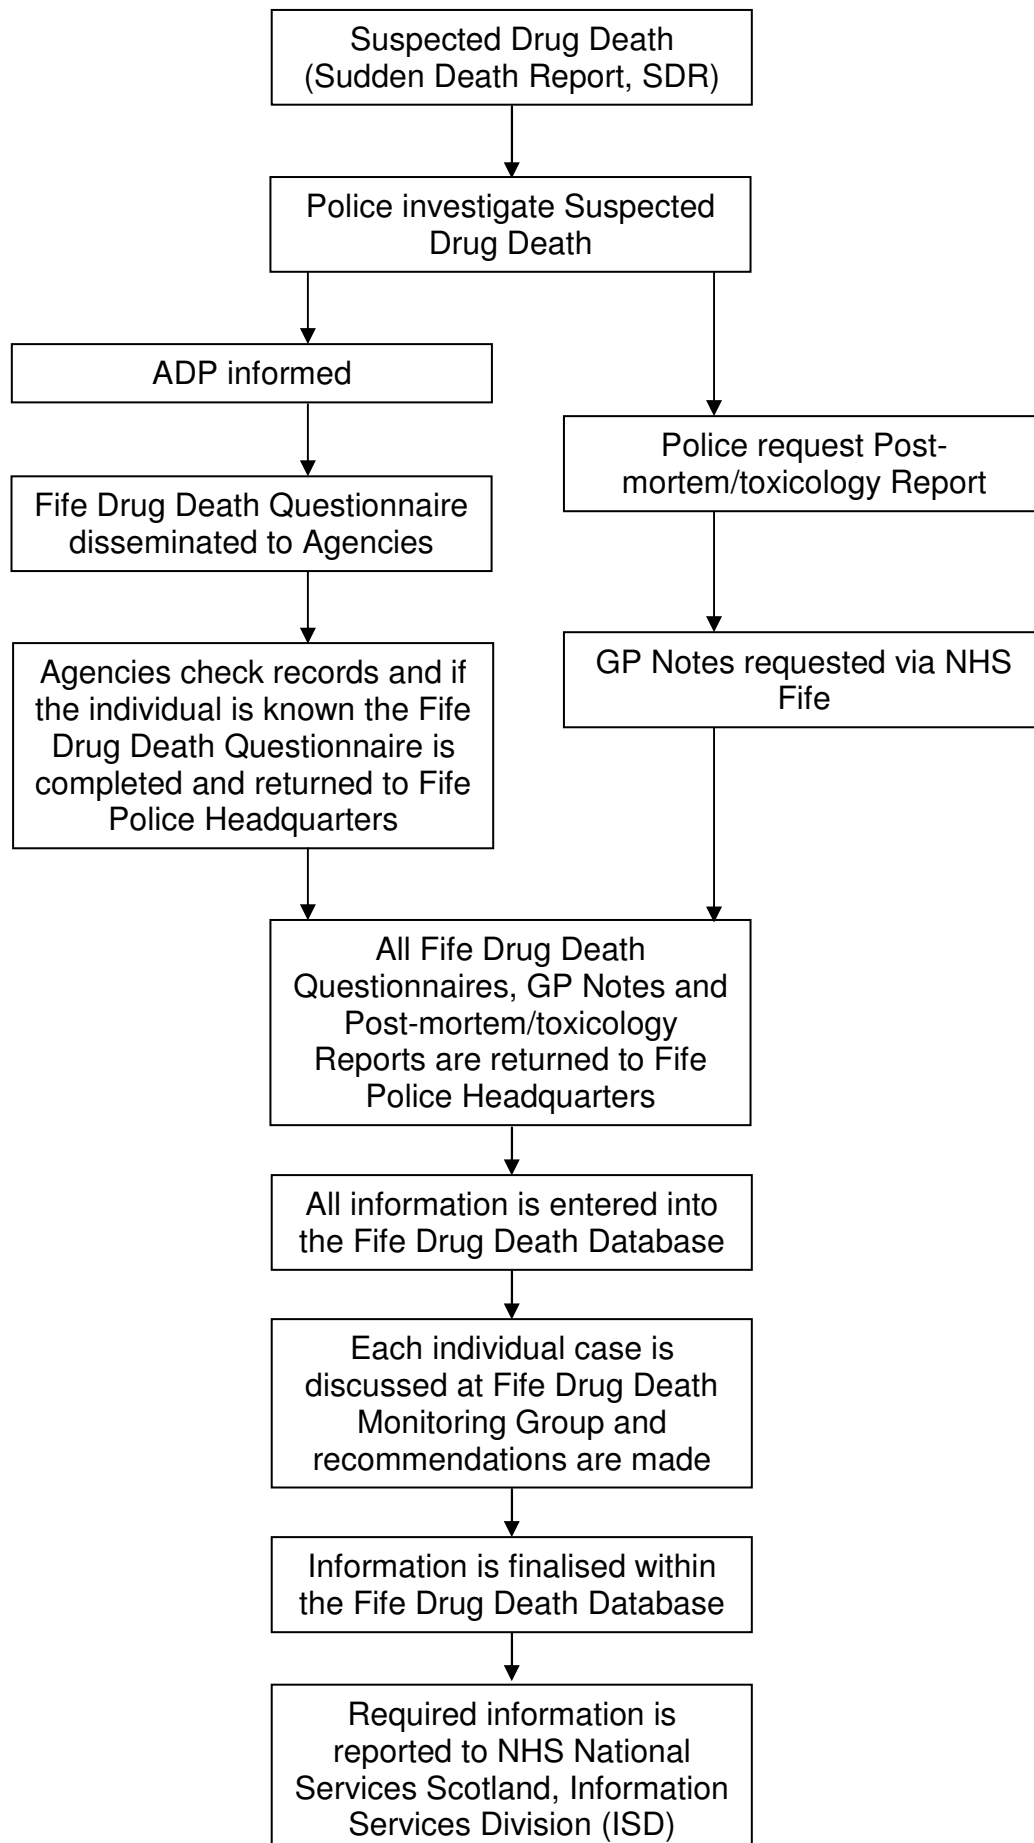 Suspected Drug Death
(Sudden Death Report, SDR)
Police investigate Suspected
Drug Death
ADP informed
Fife Drug Death Questionnaire
disseminated to Agencies
Agencies check records and if
the individual is known the Fife
Drug Death Questionnaire is
completed and returned to Fife
Police Headquarters
Police request Post-
mortem/toxicology Report
GP Notes requested via NHS
Fife
All Fife Drug Death
Questionnaires, GP Notes and
Post-mortem/toxicology
Reports are returned to Fife
Police Headquarters
All information is entered into
the Fife Drug Death Database
Each individual case is
discussed at Fife Drug Death
Monitoring Group and
recommendations are made
Information is finalised within
the Fife Drug Death Database
Required information is
reported to NHS National
Services Scotland, Information
Services Division (ISD)